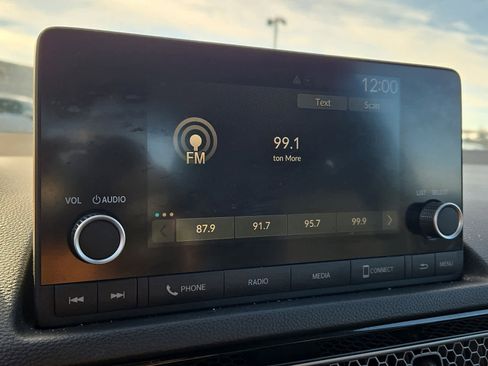 12:00
Text Scan
99.1
FM
ton More
VOL AUDIO
LIST SELECT
87.9 91.7 95.7 99.9
PHONE RADIO MEDIA CONNECT MENU